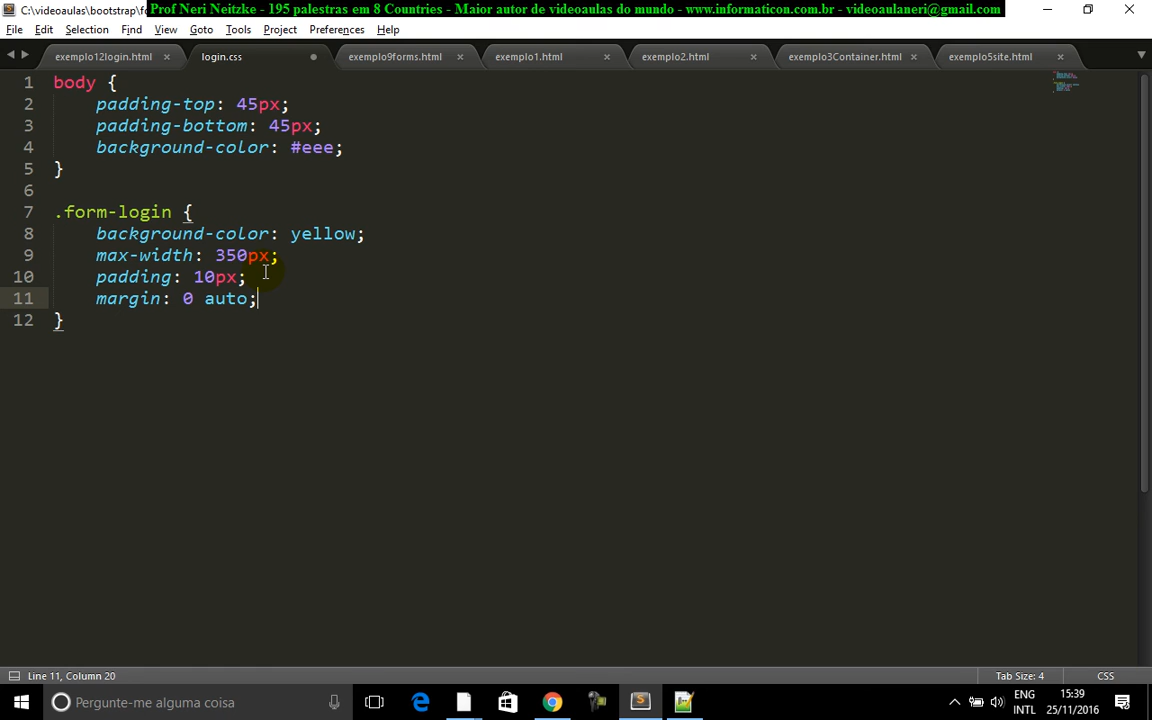 C:\videoaulas\bootstrap\fo
Prof Neri Neitzke - 195 palestras em 8 Countries - Maior autor de videoaulas do mundo - www.informaticon.com.br - videoaulaneri@gmail.com
File Edit Selection Find View Goto Tools Project Preferences Help
exemplo12login.html × login.css exemplo9forms.html × exemplo1.html × exemplo2.html × exemplo3Container.html × exemplo5site.html ×
1 body {
2 padding-top: 45px;
3 padding-bottom: 45px;
4 background-color: #eee;
5 }
6
7 .form-login {
8 background-color: yellow;
9 max-width: 350px;
10 padding: 10px;
11 margin: 0 auto;
12 }
Line 11, Column 20 Tab Size: 4 CSS
Pergunte-me alguma coisa
ENG 15:39
INTL 25/11/2016